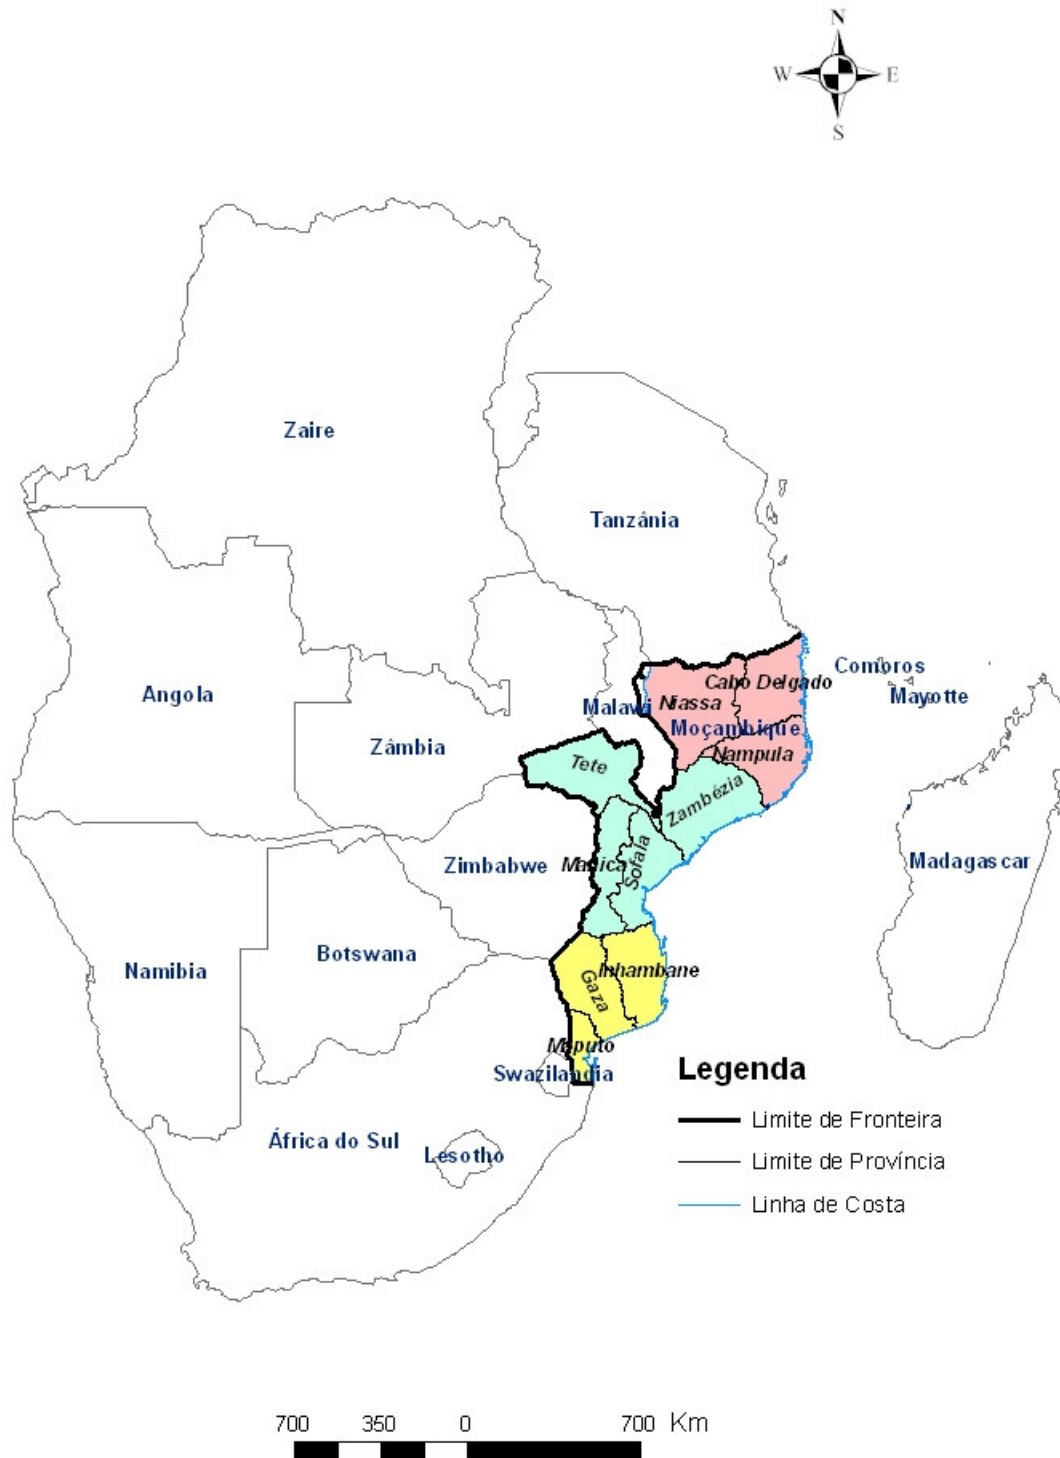 N
W E
S
Zaire
Tanzânia
Comoros
Cabo Delgado
Angola
Mayotte
Niassa
Malawi
Moçambique
Zâmbia
Nampula
Tete
Zambézia
Madagascar
Zimbabwe
Manica
Sofala
Botswana
Namibia
Inhambane
Gaza
Maputo
Swazilandia
Legenda
Limite de Fronteira
África do Sul
Lesotho
Limite de Província
Linha de Costa
700 350 0 700 Km